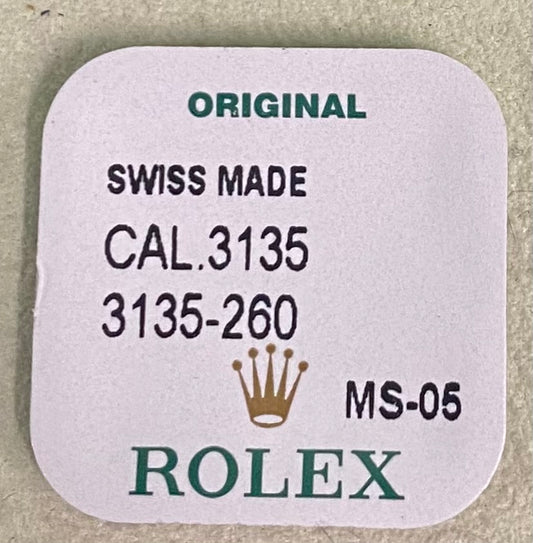 ORIGINAL
SWISS MADE
CAL.3135
3135-260
MS-05
ROLEX